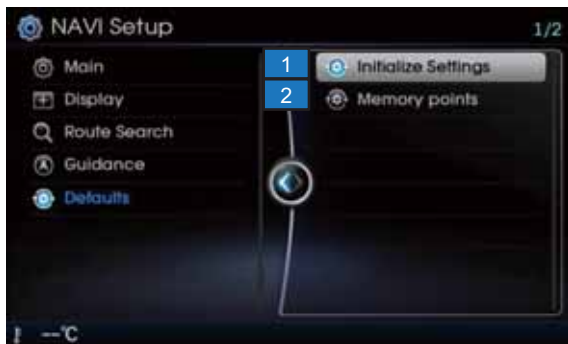 NAVI Setup
1/2
Main
Display
Route Search
Guidance
Defaults
1 Initialize Settings
2 Memory points
--°C